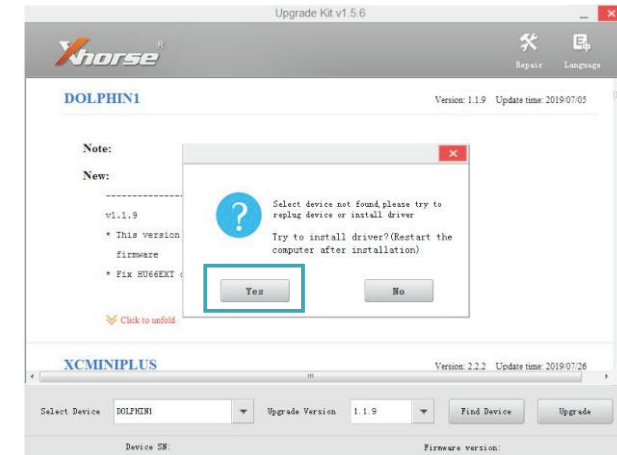 Upgrade Kit v1.5.6
Xhorse®
Repair
Language
DOLPHIN1
Version: 1.1.9 Update time: 2019/07/05
Note:
New:
v1.1.9
* This version
firmware
* Fix HU66EXT
Click to unfold
Select device not found,please try to
replug device or install driver
Try to install driver?(Restart the
computer after installation)
Yes
No
XCMINIPLUS
Version: 2.2.2 Update time: 2019/07/26
Select Device DOLPHIN1 Upgrade Version 1.1.9 Find Device Upgrade
Device SN: Firmware version: